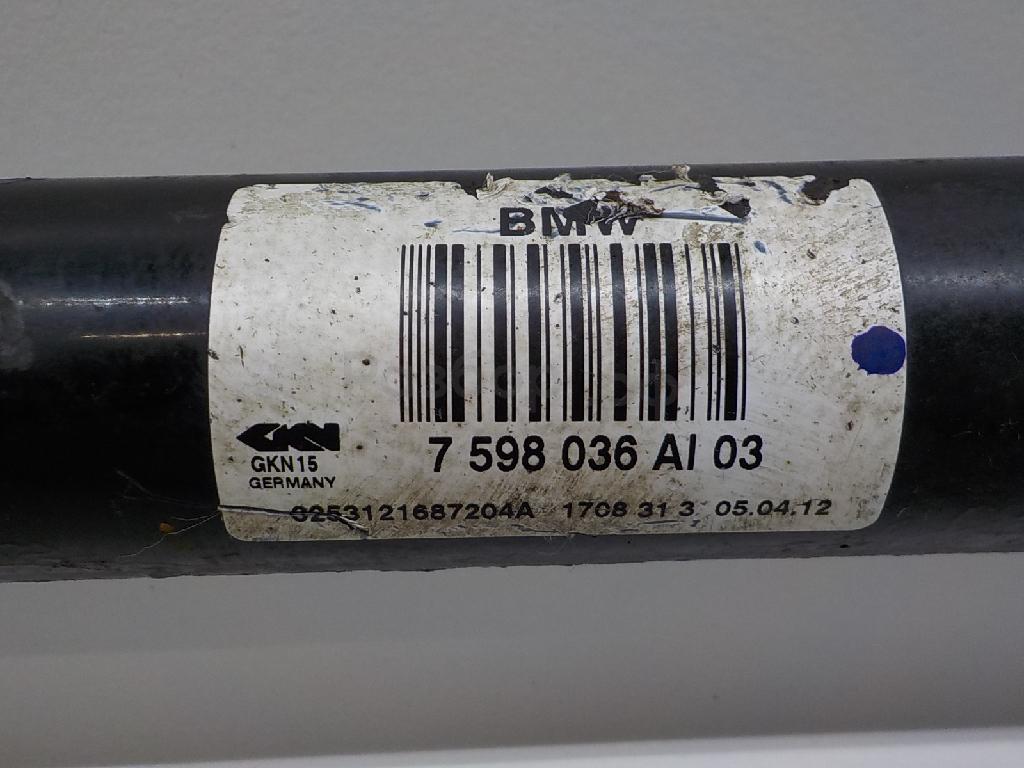 BMW
7 598 036 AI 03
GKN
GKN15
GERMANY
0253121687204A 1708 31 3 05.04.12